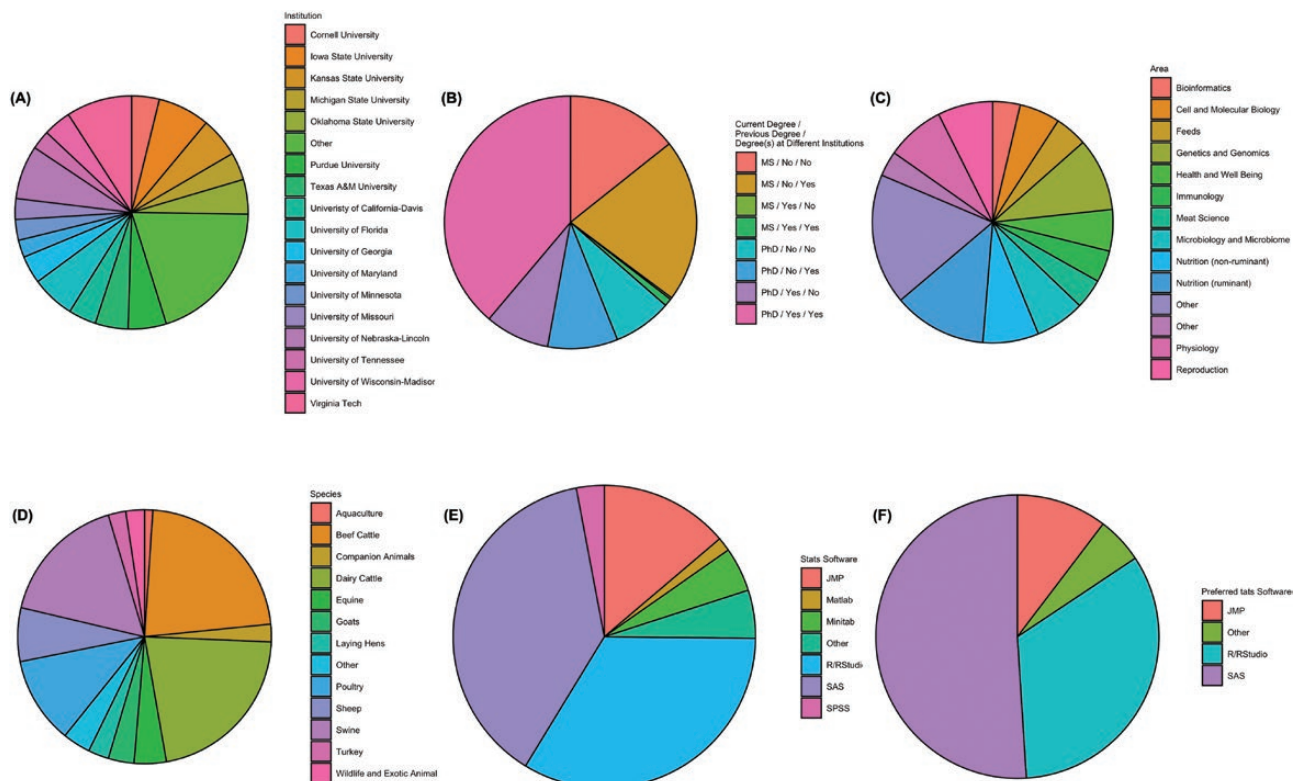 (A)
Institution
Cornell University
Iowa State University
Kansas State University
Michigan State University
Oklahoma State University
Other
Purdue University
Texas A&M University
Univeristy of California-Davis
University of Florida
University of Georgia
University of Maryland
University of Minnesota
University of Missouri
University of Nebraska-Lincoln
University of Tennessee
University of Wisconsin-Madisor
Virginia Tech
(B)
Current Degree /
Previous Degree /
Degree(s) at Different Institutions
MS / No / No
MS / No / Yes
MS / Yes / No
MS / Yes / Yes
PhD / No / No
PhD / No / Yes
PhD / Yes / No
PhD / Yes / Yes
(C)
Area
Bioinformatics
Cell and Molecular Biology
Feeds
Genetics and Genomics
Health and Well Being
Immunology
Meat Science
Microbiology and Microbiome
Nutrition (non-ruminant)
Nutrition (ruminant)
Other
Other
Physiology
Reproduction
(D)
Species
Aquaculture
Beef Cattle
Companion Animals
Dairy Cattle
Equine
Goats
Laying Hens
Other
Poultry
Sheep
Swine
Turkey
Wildlife and Exotic Animal
(E)
Stats Software
JMP
Matlab
Minitab
Other
R/RStudi
SAS
SPSS
(F)
Preferred tats Software
JMP
Other
R/RStudio
SAS